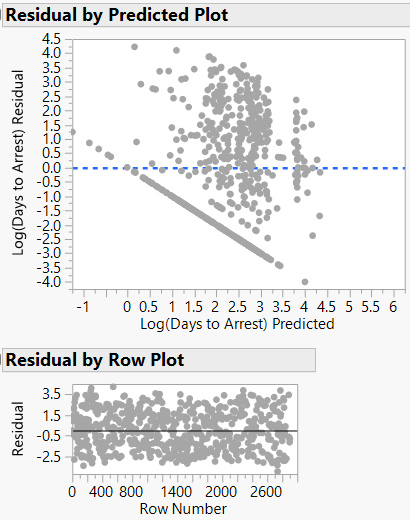 Residual by Predicted Plot
4.5
4.0
3.5
3.0
2.5
2.0
1.5
1.0
0.5
0.0
-0.5
-1.0
-1.5
-2.0
-2.5
-3.0
-3.5
-4.0
Log(Days to Arrest) Residual
-1 0 0.5 1 1.5 2 2.5 3 3.5 4 4.5 5 5.5 6
Log(Days to Arrest) Predicted
Residual by Row Plot
3.5
1.5
-0.5
-2.5
Residual
0 400 800 1400 2000 2600
Row Number